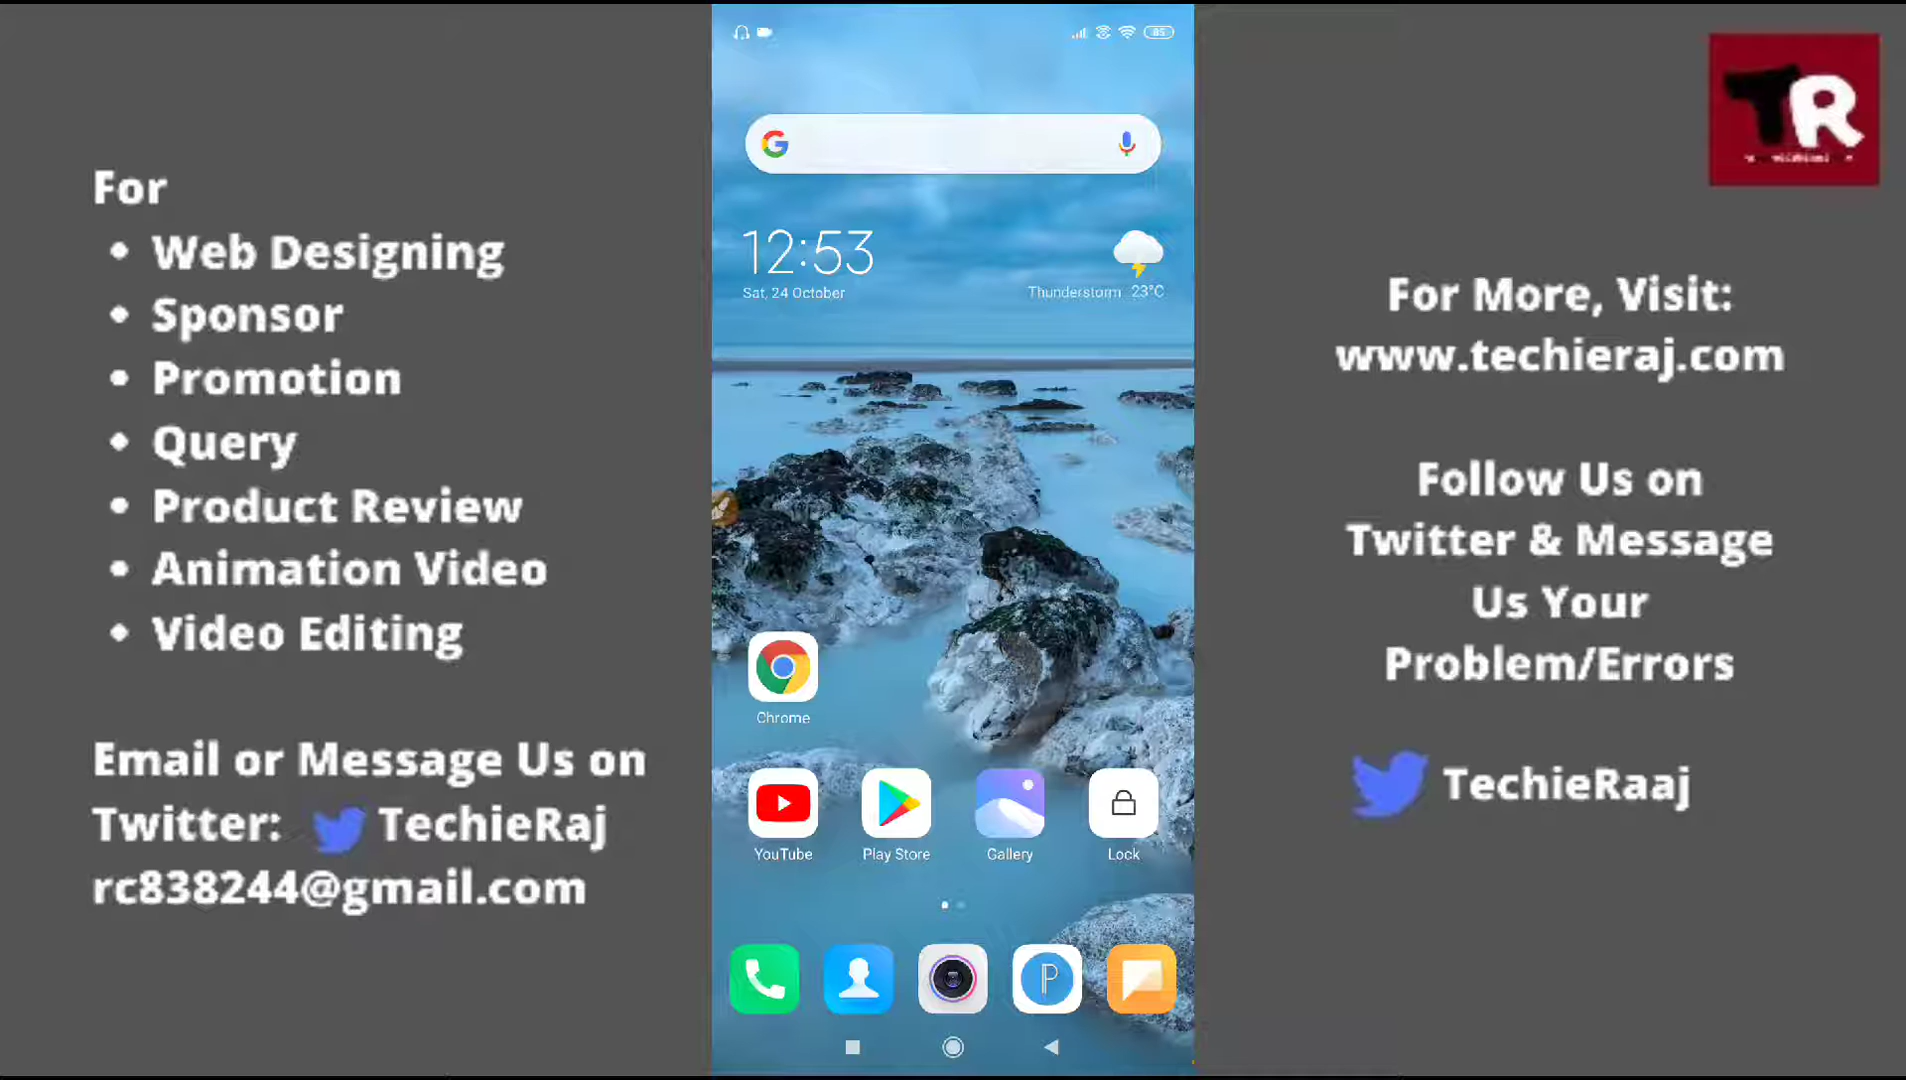 For
• Web Designing
• Sponsor
• Promotion
• Query
• Product Review
• Animation Video
• Video Editing
Email or Message Us on
Twitter: TechieRaj
rc838244@gmail.com
85
12:53
Sat, 24 October
Thunderstorm 23°C
Chrome
YouTube
Play Store
Gallery
Lock
TR
For More, Visit:
www.techieraj.com
Follow Us on
Twitter & Message
Us Your
Problem/Errors
TechieRaaj